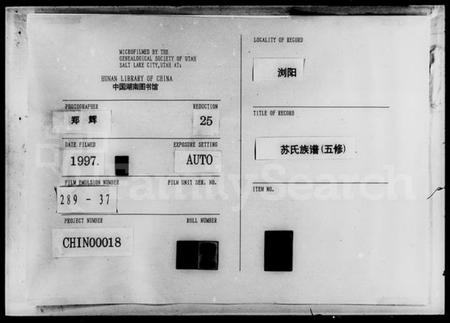 MICROFILMED BY THE
GENEALOGICAL SOCIETY OF UTAH
SALT LAKE CITY, UTAH AT:
HUNAN LIBRARY OF CHINA
中国湖南图书馆
PHOTOGRAPHER
REDUCTION
郑 辉
25
DATE FILMED
EXPOSURE SETTING
1997.
AUTO
FILM EMULSION NUMBER
FILM UNIT SER. NO.
289 - 37
PROJECT NUMBER
ROLL NUMBER
CHIN00018
LOCALITY OF RECORD
浏阳
TITLE OF RECORD
苏氏族谱(五修)
ITEM NO.
FamilySearch